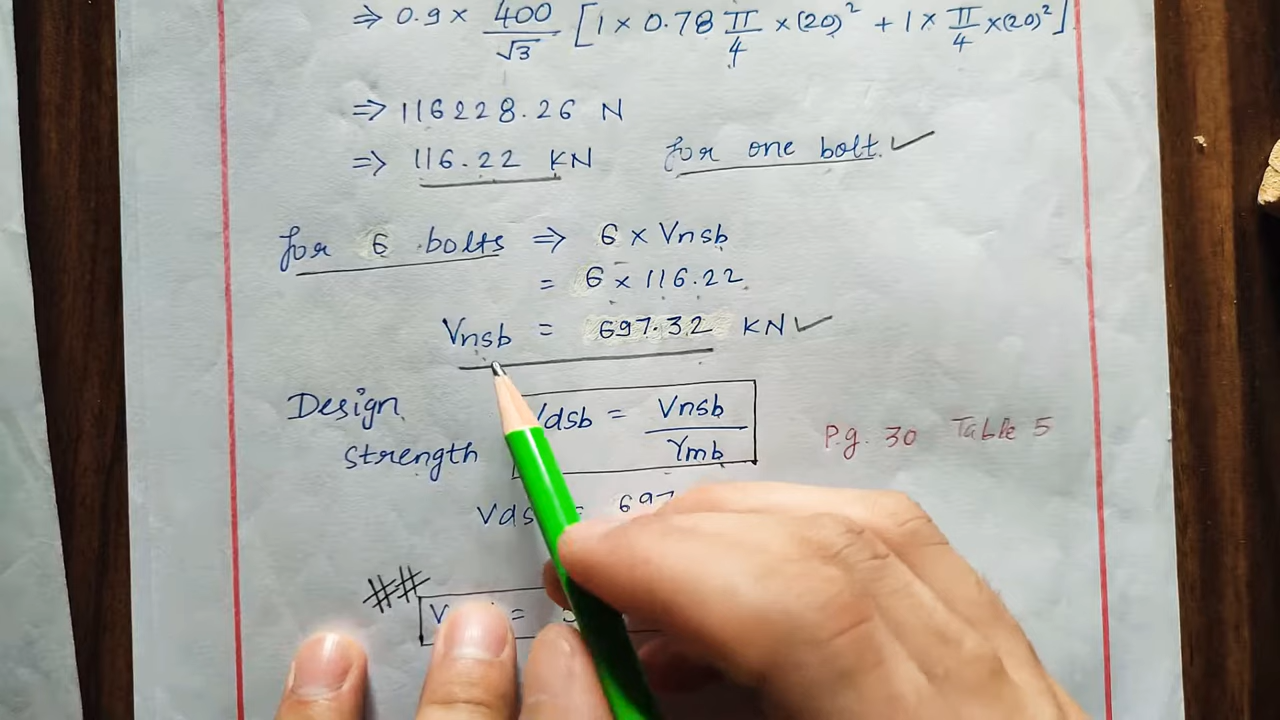 ⇒ 0.9 × 400/√3 [1 × 0.78 π/4 × (20)² + 1 × π/4 × (20)²]
⇒ 116228.26 N
⇒ 116.22 KN for one bolt. ✓
for 6 bolts ⇒ 6 × Vnsb
= 6 × 116.22
Vnsb = 697.32 KN ✓
Design strength
dsb = Vnsb/γmb
P.g. 30 Table 5
Vds = 697
## V =